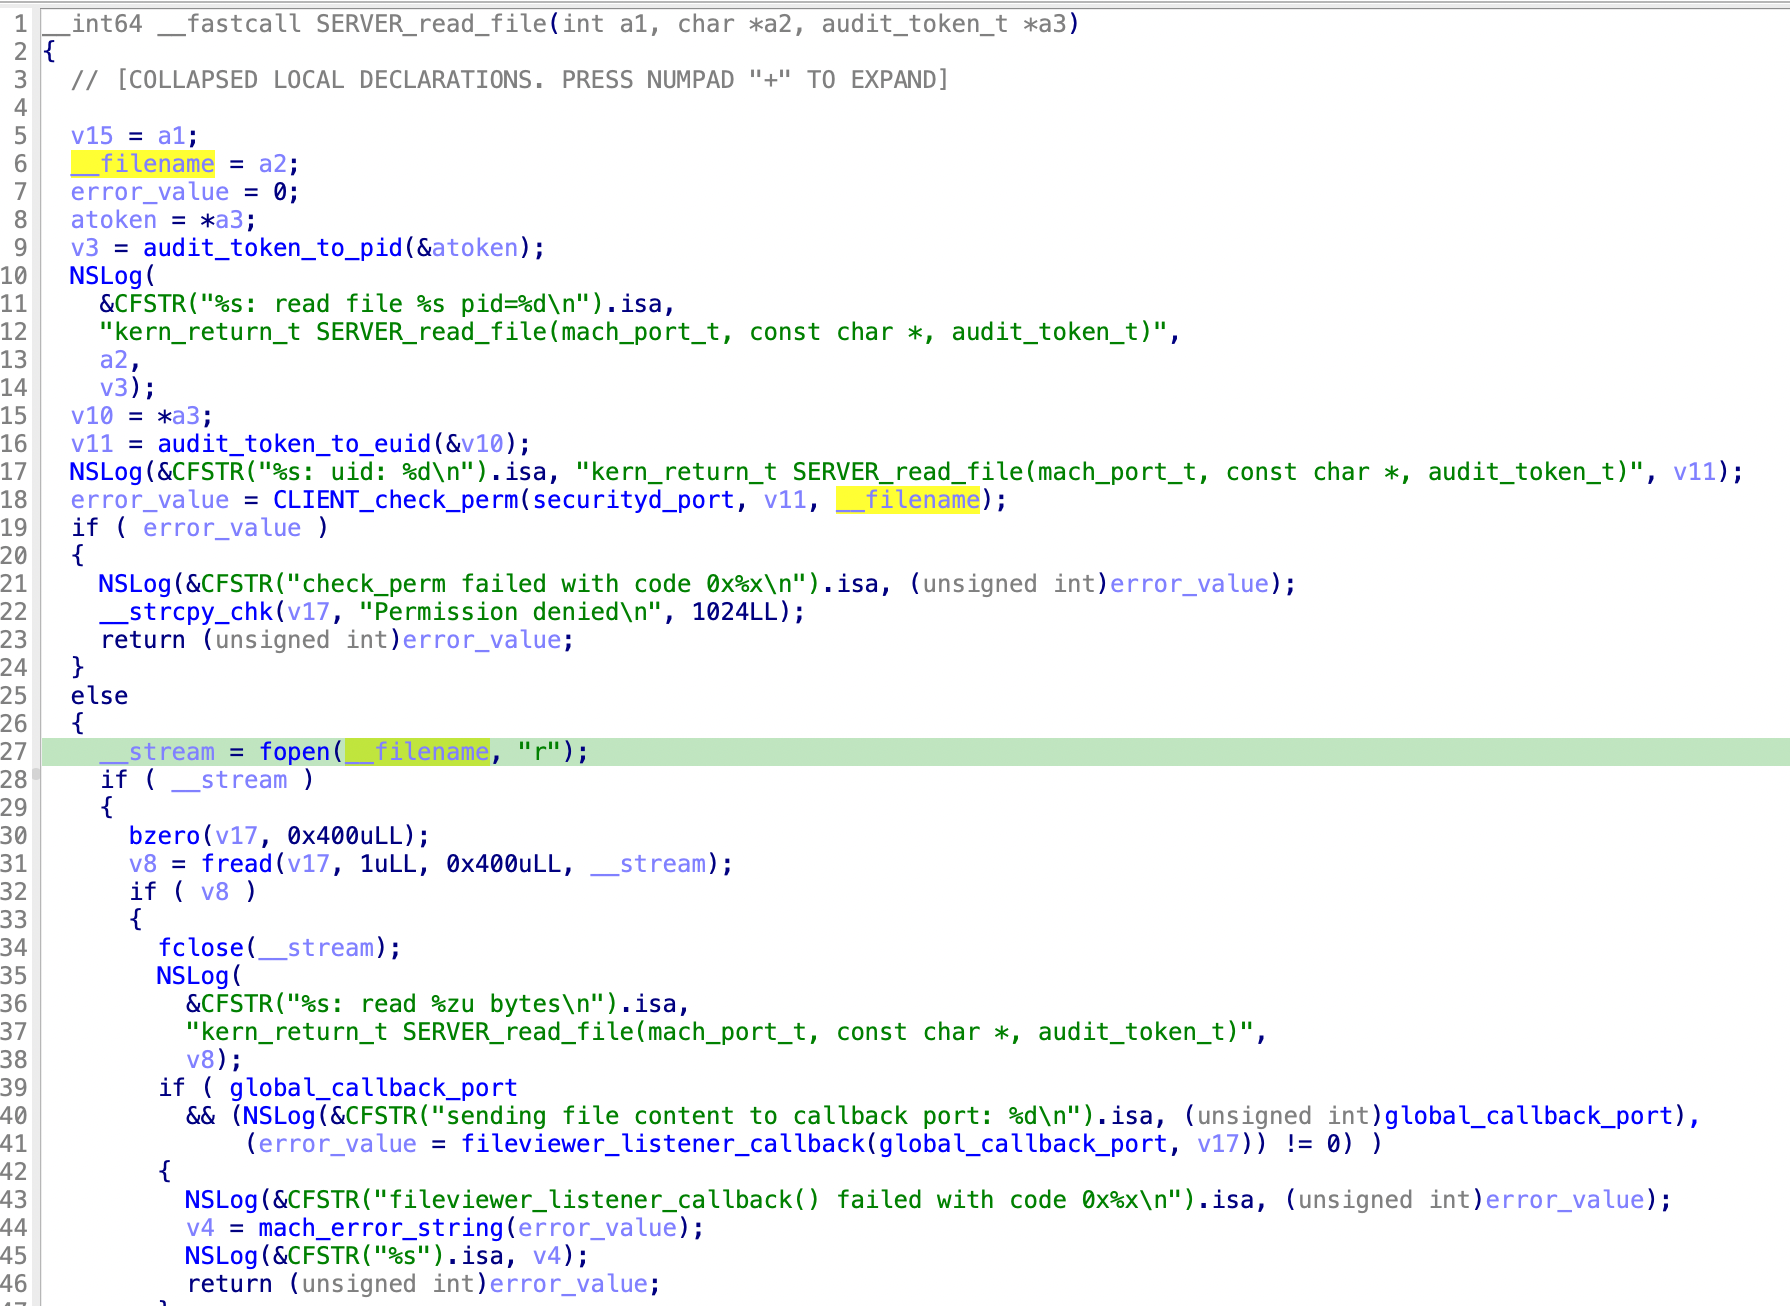 1 __int64 __fastcall SERVER_read_file(int a1, char *a2, audit_token_t *a3)
2 {
3   // [COLLAPSED LOCAL DECLARATIONS. PRESS NUMPAD "+" TO EXPAND]
4
5   v15 = a1;
6   __filename = a2;
7   error_value = 0;
8   atoken = *a3;
9   v3 = audit_token_to_pid(&atoken);
10   NSLog(
11     &CFSTR("%s: read file %s pid=%d\n").isa,
12     "kern_return_t SERVER_read_file(mach_port_t, const char *, audit_token_t)",
13     a2,
14     v3);
15   v10 = *a3;
16   v11 = audit_token_to_euid(&v10);
17   NSLog(&CFSTR("%s: uid: %d\n").isa, "kern_return_t SERVER_read_file(mach_port_t, const char *, audit_token_t)", v11);
18   error_value = CLIENT_check_perm(securityd_port, v11, __filename);
19   if ( error_value )
20   {
21     NSLog(&CFSTR("check_perm failed with code 0x%x\n").isa, (unsigned int)error_value);
22     __strcpy_chk(v17, "Permission denied\n", 1024LL);
23     return (unsigned int)error_value;
24   }
25   else
26   {
27     __stream = fopen(__filename, "r");
28     if ( __stream )
29     {
30       bzero(v17, 0x400uLL);
31       v8 = fread(v17, 1uLL, 0x400uLL, __stream);
32       if ( v8 )
33       {
34         fclose(__stream);
35         NSLog(
36           &CFSTR("%s: read %zu bytes\n").isa,
37           "kern_return_t SERVER_read_file(mach_port_t, const char *, audit_token_t)",
38           v8);
39         if ( global_callback_port
40           && (NSLog(&CFSTR("sending file content to callback port: %d\n").isa, (unsigned int)global_callback_port),
41               (error_value = fileviewer_listener_callback(global_callback_port, v17)) != 0) )
42         {
43           NSLog(&CFSTR("fileviewer_listener_callback() failed with code 0x%x\n").isa, (unsigned int)error_value);
44           v4 = mach_error_string(error_value);
45           NSLog(&CFSTR("%s").isa, v4);
46           return (unsigned int)error_value;